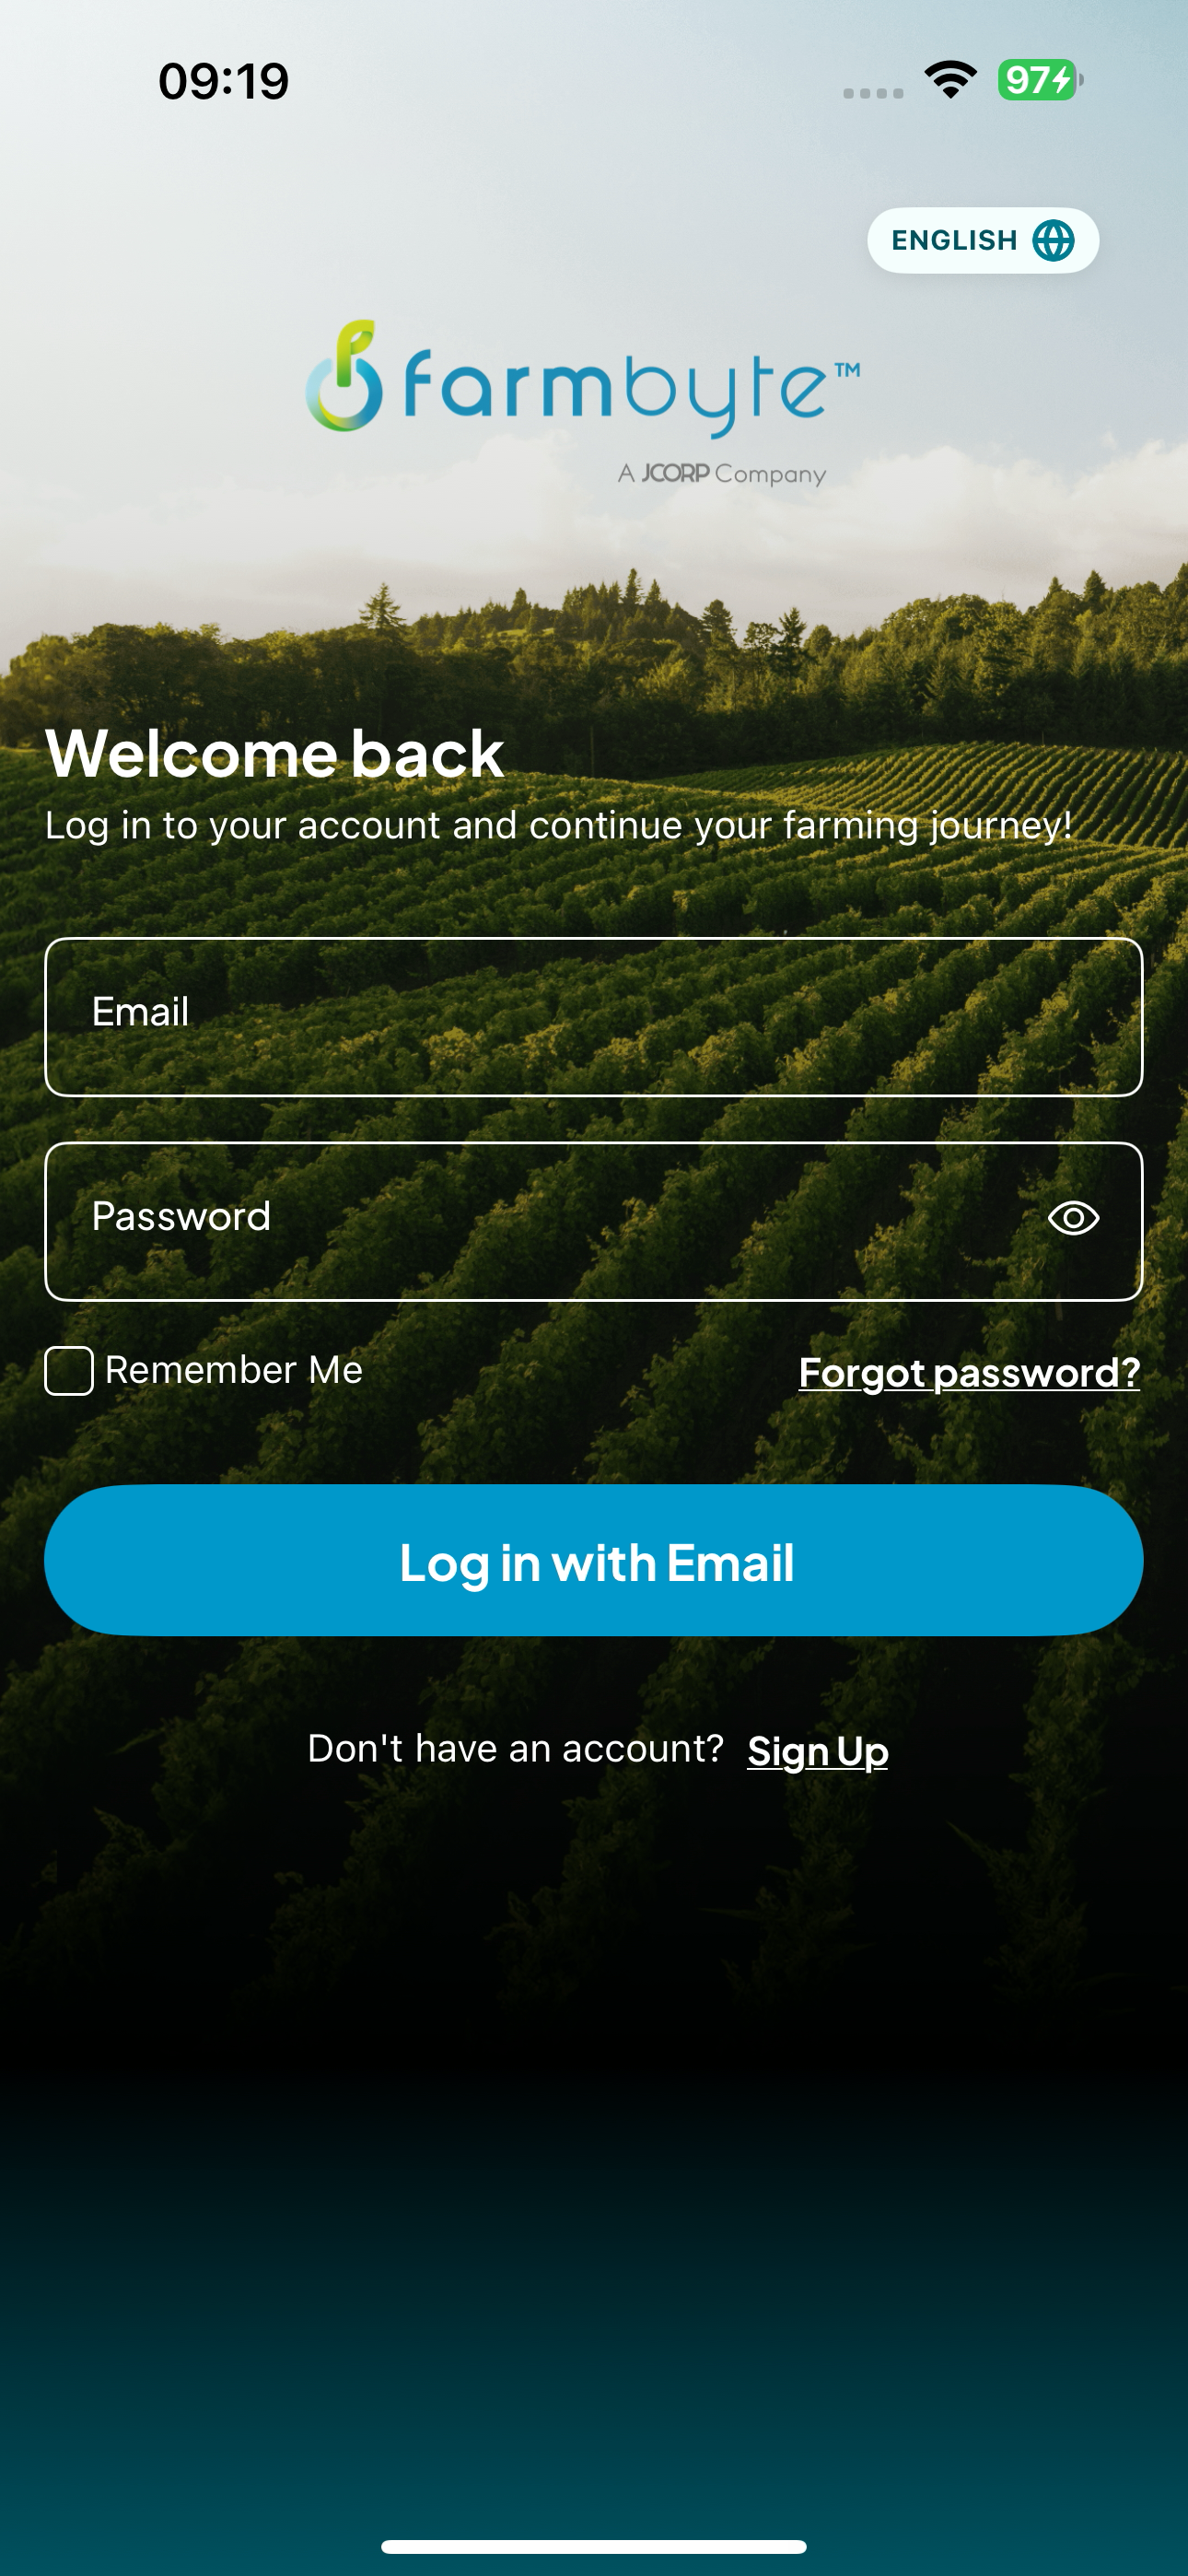 09:19
97
ENGLISH
farmbyte™
A JCORP Company
Welcome back
Log in to your account and continue your farming journey!
Email
Password
Remember Me
Forgot password?
Log in with Email
Don't have an account? Sign Up